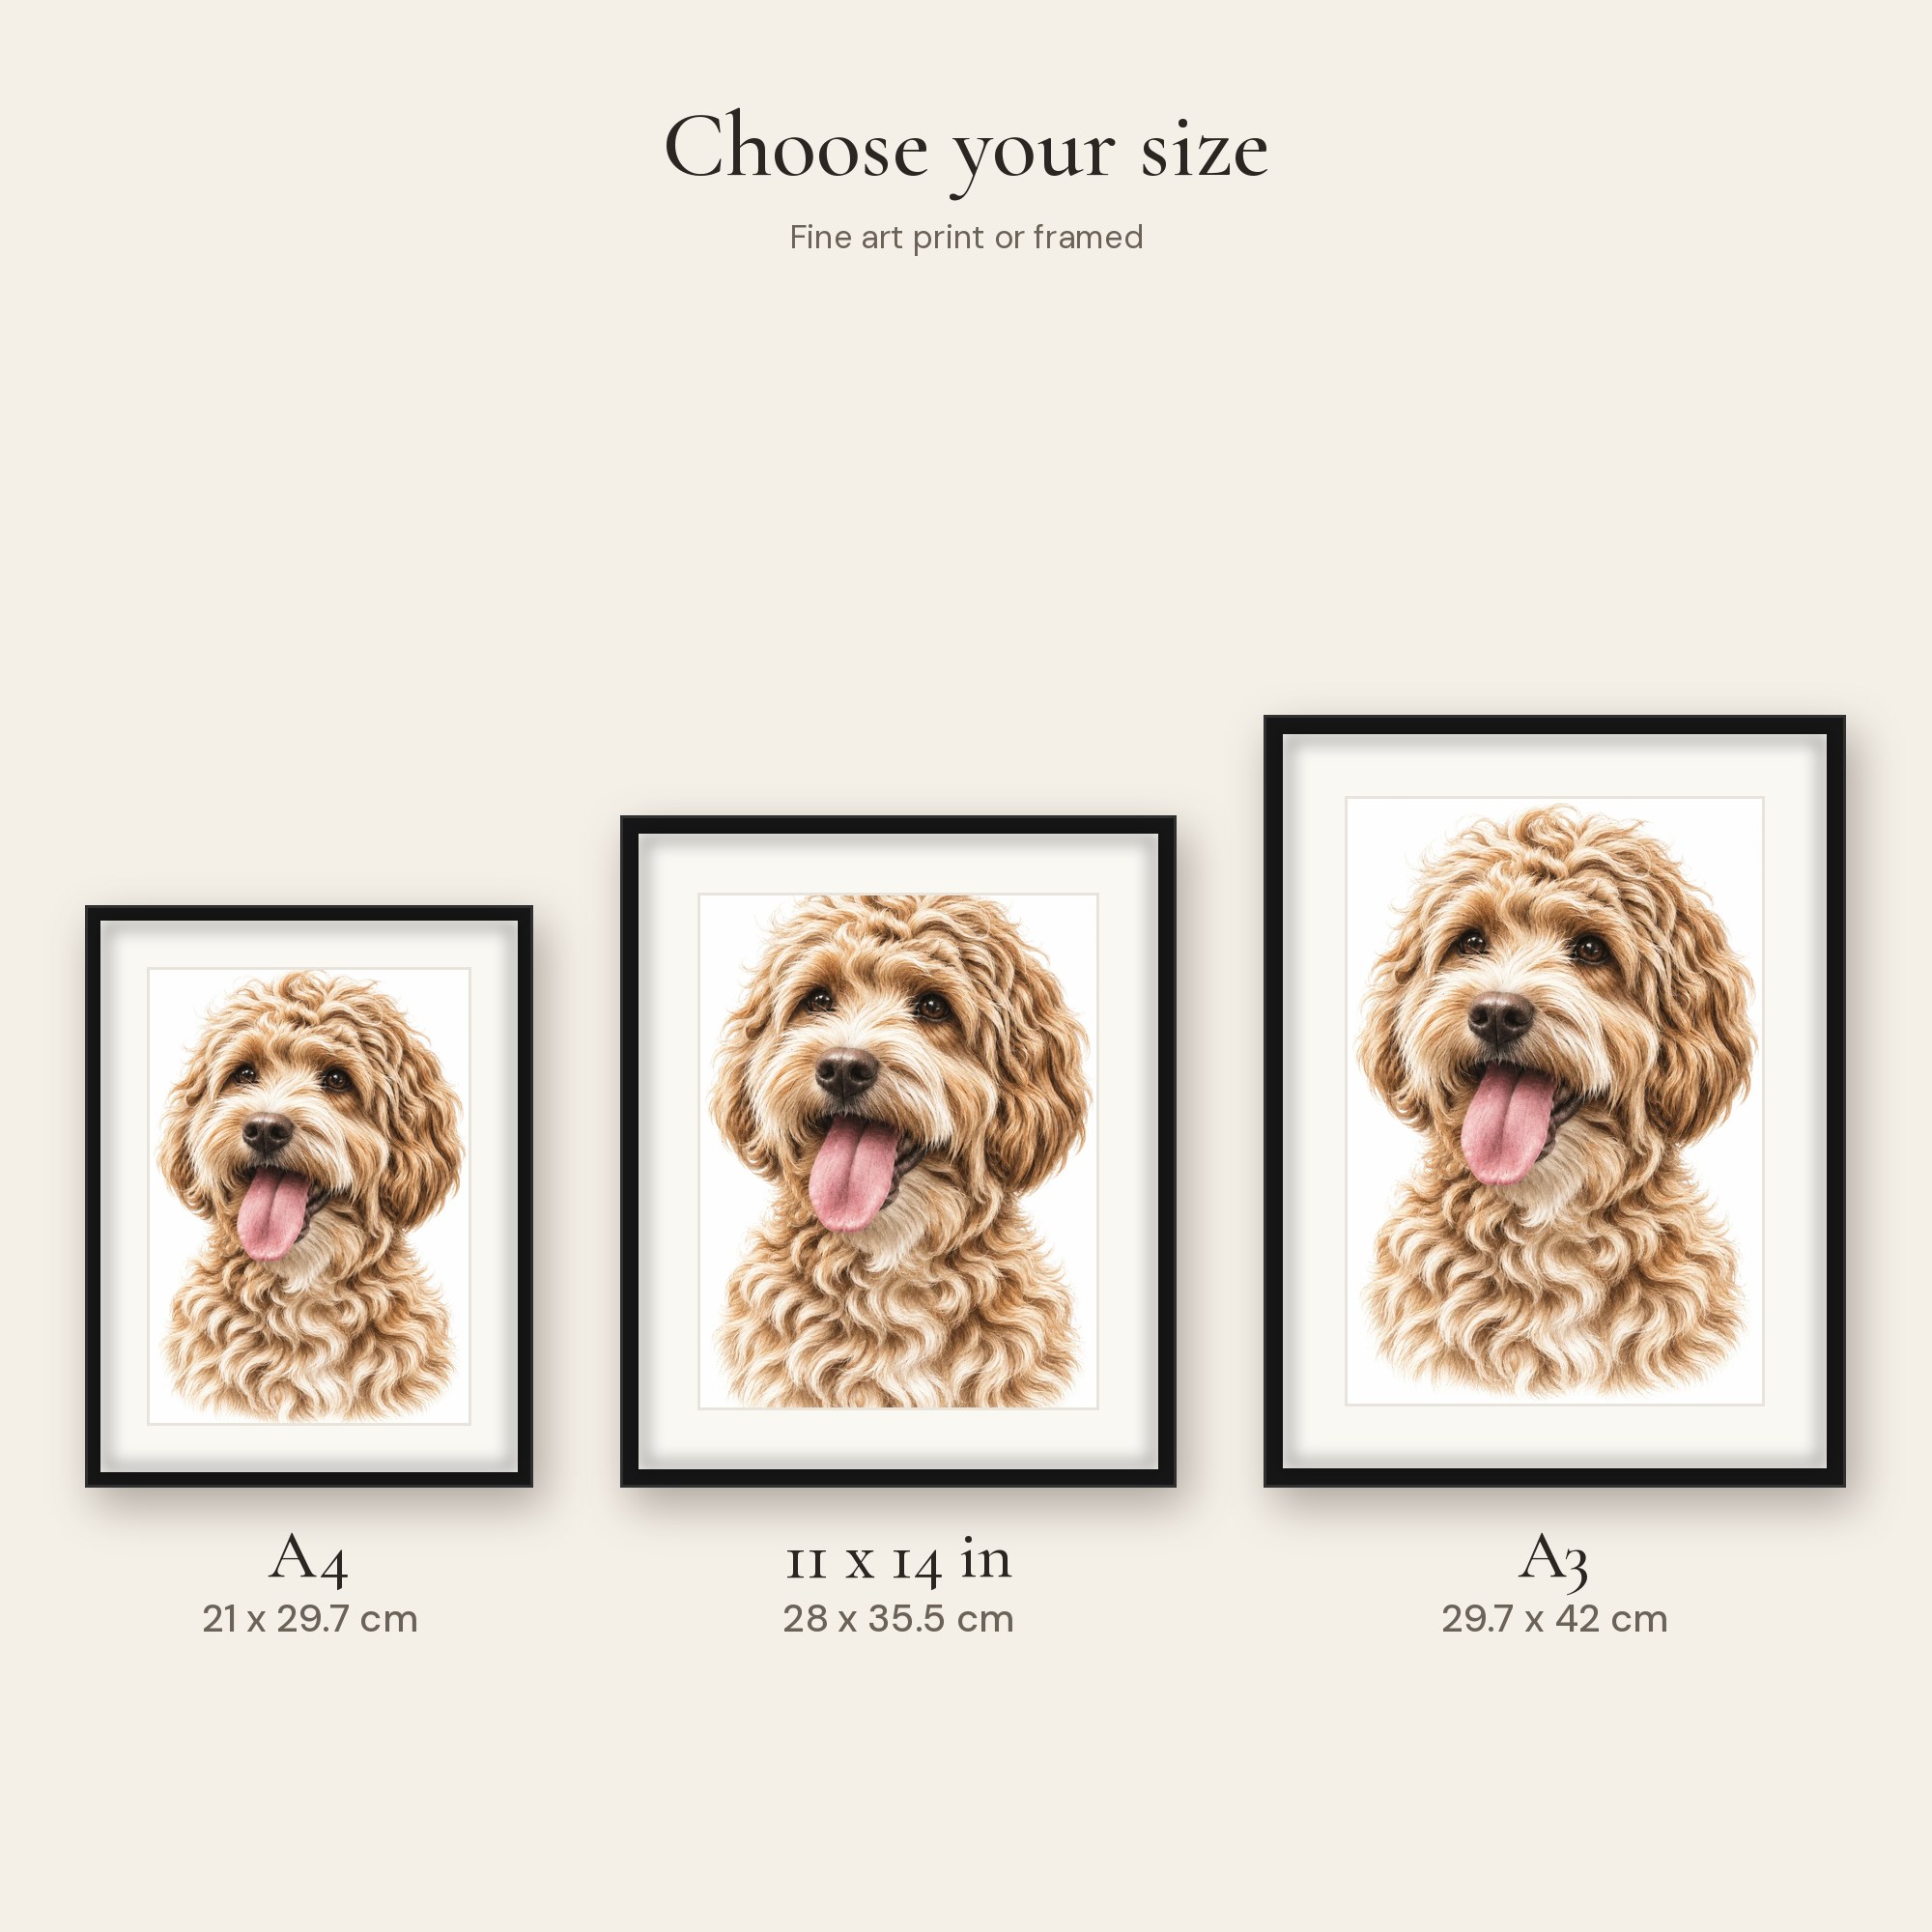 Choose your size
Fine art print or framed
A4
21 x 29.7 cm
11 x 14 in
28 x 35.5 cm
A3
29.7 x 42 cm